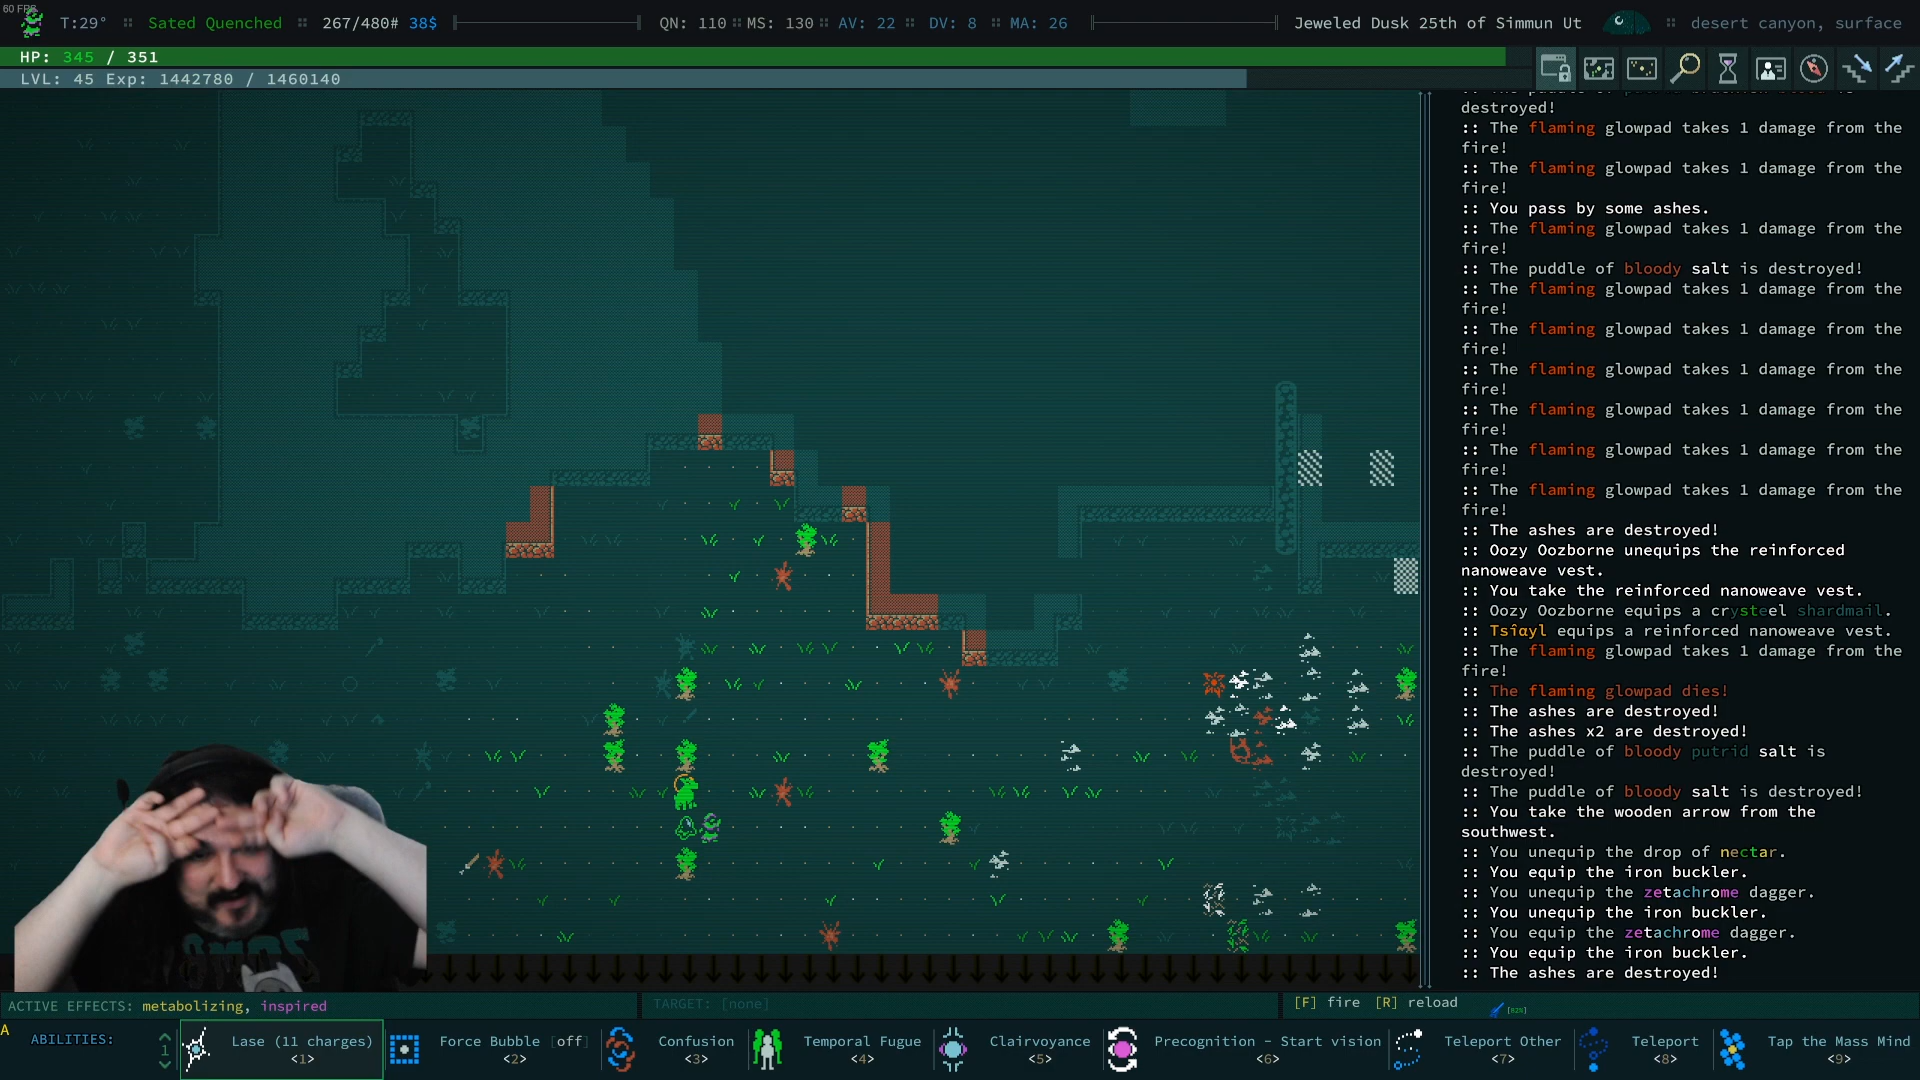 60 FPS
T:29° :: Sated Quenched :: 267/480# 38$
QN: 110 :: MS: 130 :: AV: 22 :: DV: 8 :: MA: 26
Jeweled Dusk 25th of Simmun Ut :: desert canyon, surface
HP: 345 / 351
LVL: 45 Exp: 1442780 / 1460140
destroyed!
:: The flaming glowpad takes 1 damage from the
fire!
:: The flaming glowpad takes 1 damage from the
fire!
:: You pass by some ashes.
:: The flaming glowpad takes 1 damage from the
fire!
:: The puddle of bloody salt is destroyed!
:: The flaming glowpad takes 1 damage from the
fire!
:: The flaming glowpad takes 1 damage from the
fire!
:: The flaming glowpad takes 1 damage from the
fire!
:: The flaming glowpad takes 1 damage from the
fire!
:: The flaming glowpad takes 1 damage from the
fire!
:: The flaming glowpad takes 1 damage from the
fire!
:: The ashes are destroyed!
:: Oozy Oozborne unequips the reinforced
nanoweave vest.
:: You take the reinforced nanoweave vest.
:: Oozy Oozborne equips a crysteel shardmail.
:: Tsîɑyl equips a reinforced nanoweave vest.
:: The flaming glowpad takes 1 damage from the
fire!
:: The flaming glowpad dies!
:: The ashes are destroyed!
:: The ashes x2 are destroyed!
:: The puddle of bloody putrid salt is
destroyed!
:: The puddle of bloody salt is destroyed!
:: You take the wooden arrow from the
southwest.
:: You unequip the drop of nectar.
:: You equip the iron buckler.
:: You unequip the zetachrome dagger.
:: You unequip the iron buckler.
:: You equip the zetachrome dagger.
:: You equip the iron buckler.
:: The ashes are destroyed!
ACTIVE EFFECTS: metabolizing, inspired
TARGET: [none]
[F] fire [R] reload
A
ABILITIES:
1
Lase (11 charges)
<1>
Force Bubble [off]
<2>
Confusion
<3>
Temporal Fugue
<4>
Clairvoyance
<5>
Precognition - Start vision
<6>
Teleport Other
<7>
Teleport
<8>
Tap the Mass Mind
<9>